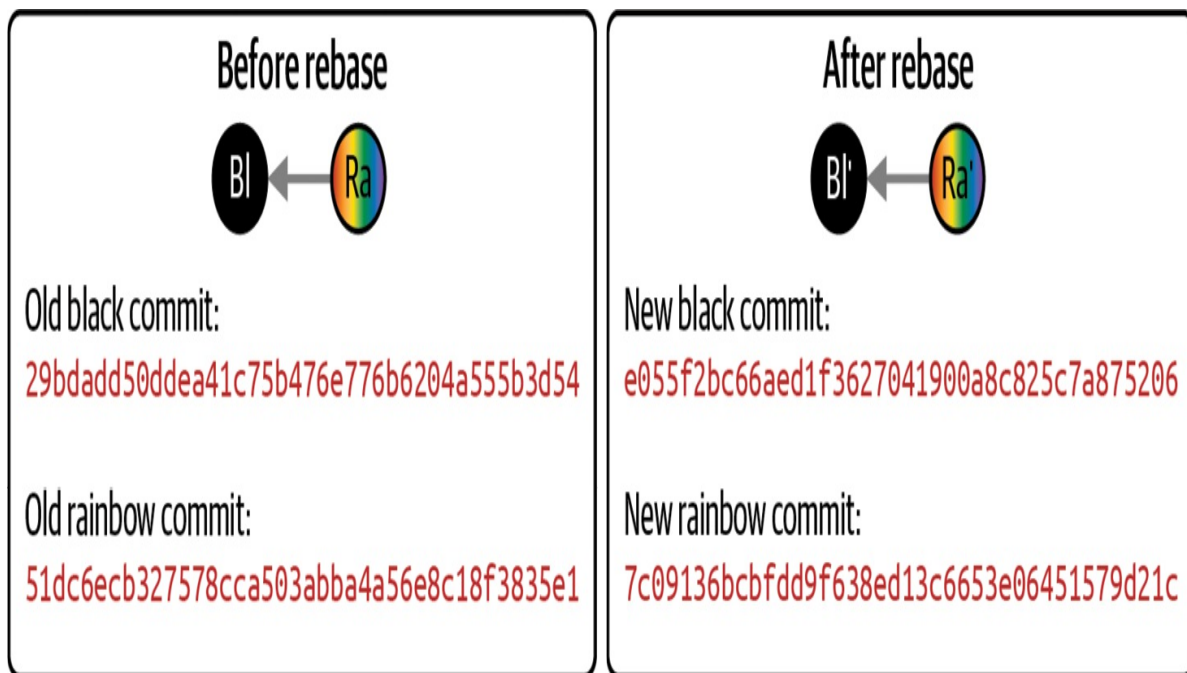 Before rebase
Bl
Ra
Old black commit:
29bdadd50ddea41c75b476e776b6204a555b3d54
Old rainbow commit:
51dc6ecb327578cca503abba4a56e8c18f3835e1
After rebase
Bl'
Ra'
New black commit:
e055f2bc66aed1f3627041900a8c825c7a875206
New rainbow commit:
7c09136bcbfdd9f638ed13c6653e06451579d21c